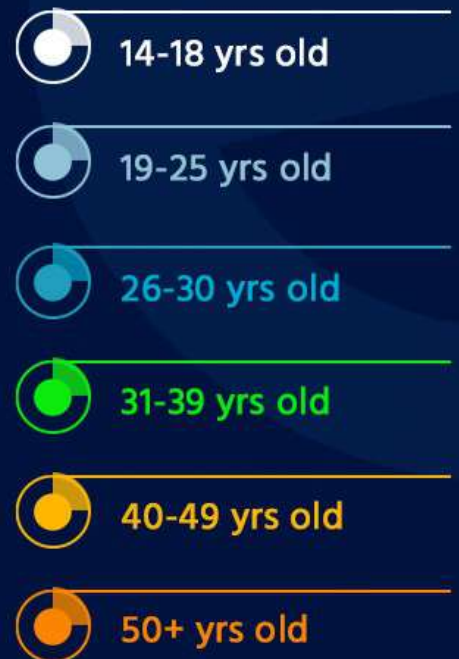 14-18 yrs old
19-25 yrs old
26-30 yrs old
31-39 yrs old
40-49 yrs old
50+ yrs old